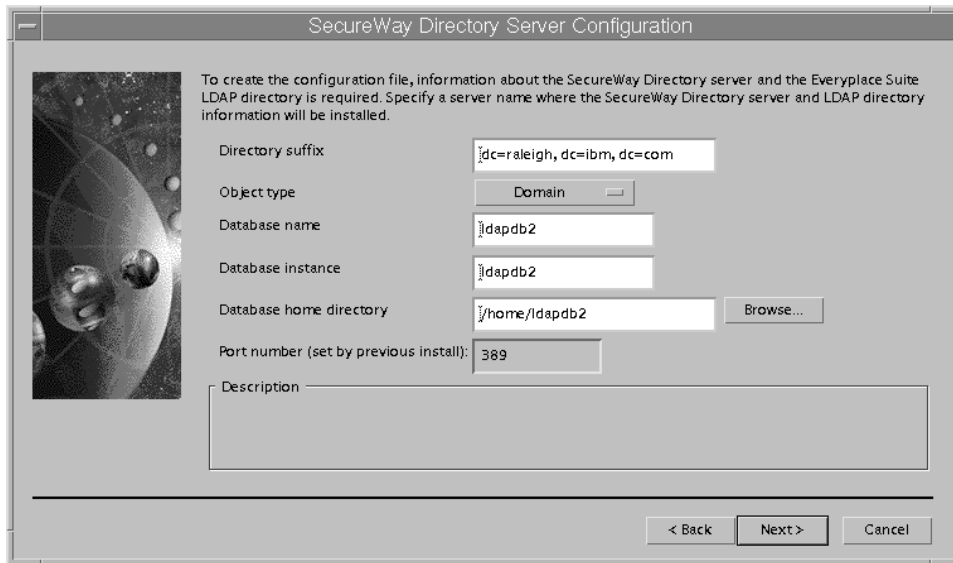 SecureWay Directory Server Configuration
To create the configuration file, information about the SecureWay Directory server and the Everyplace Suite
LDAP directory is required. Specify a server name where the SecureWay Directory server and LDAP directory
information will be installed.
Directory suffix
dc=raleigh, dc=ibm, dc=com
Object type
Domain
Database name
ldapdb2
Database instance
ldapdb2
Database home directory
/home/ldapdb2
Browse...
Port number (set by previous install):
389
Description
< Back
Next >
Cancel